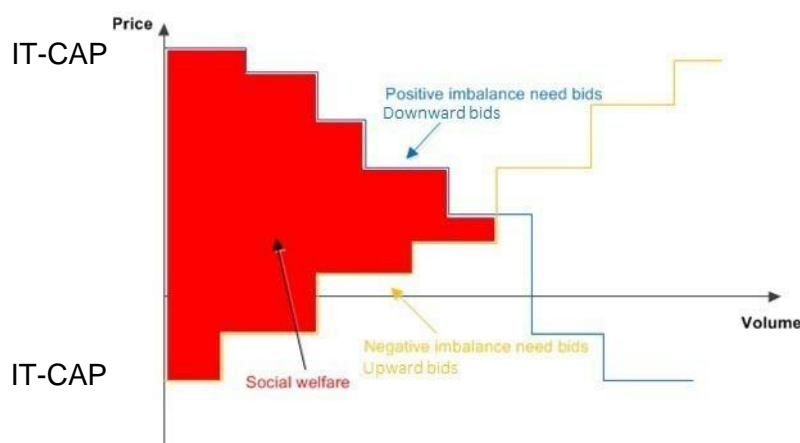 Price
IT-CAP
Positive imbalance need bids
Downward bids
Volume
Negative imbalance need bids
Upward bids
IT-CAP
Social welfare